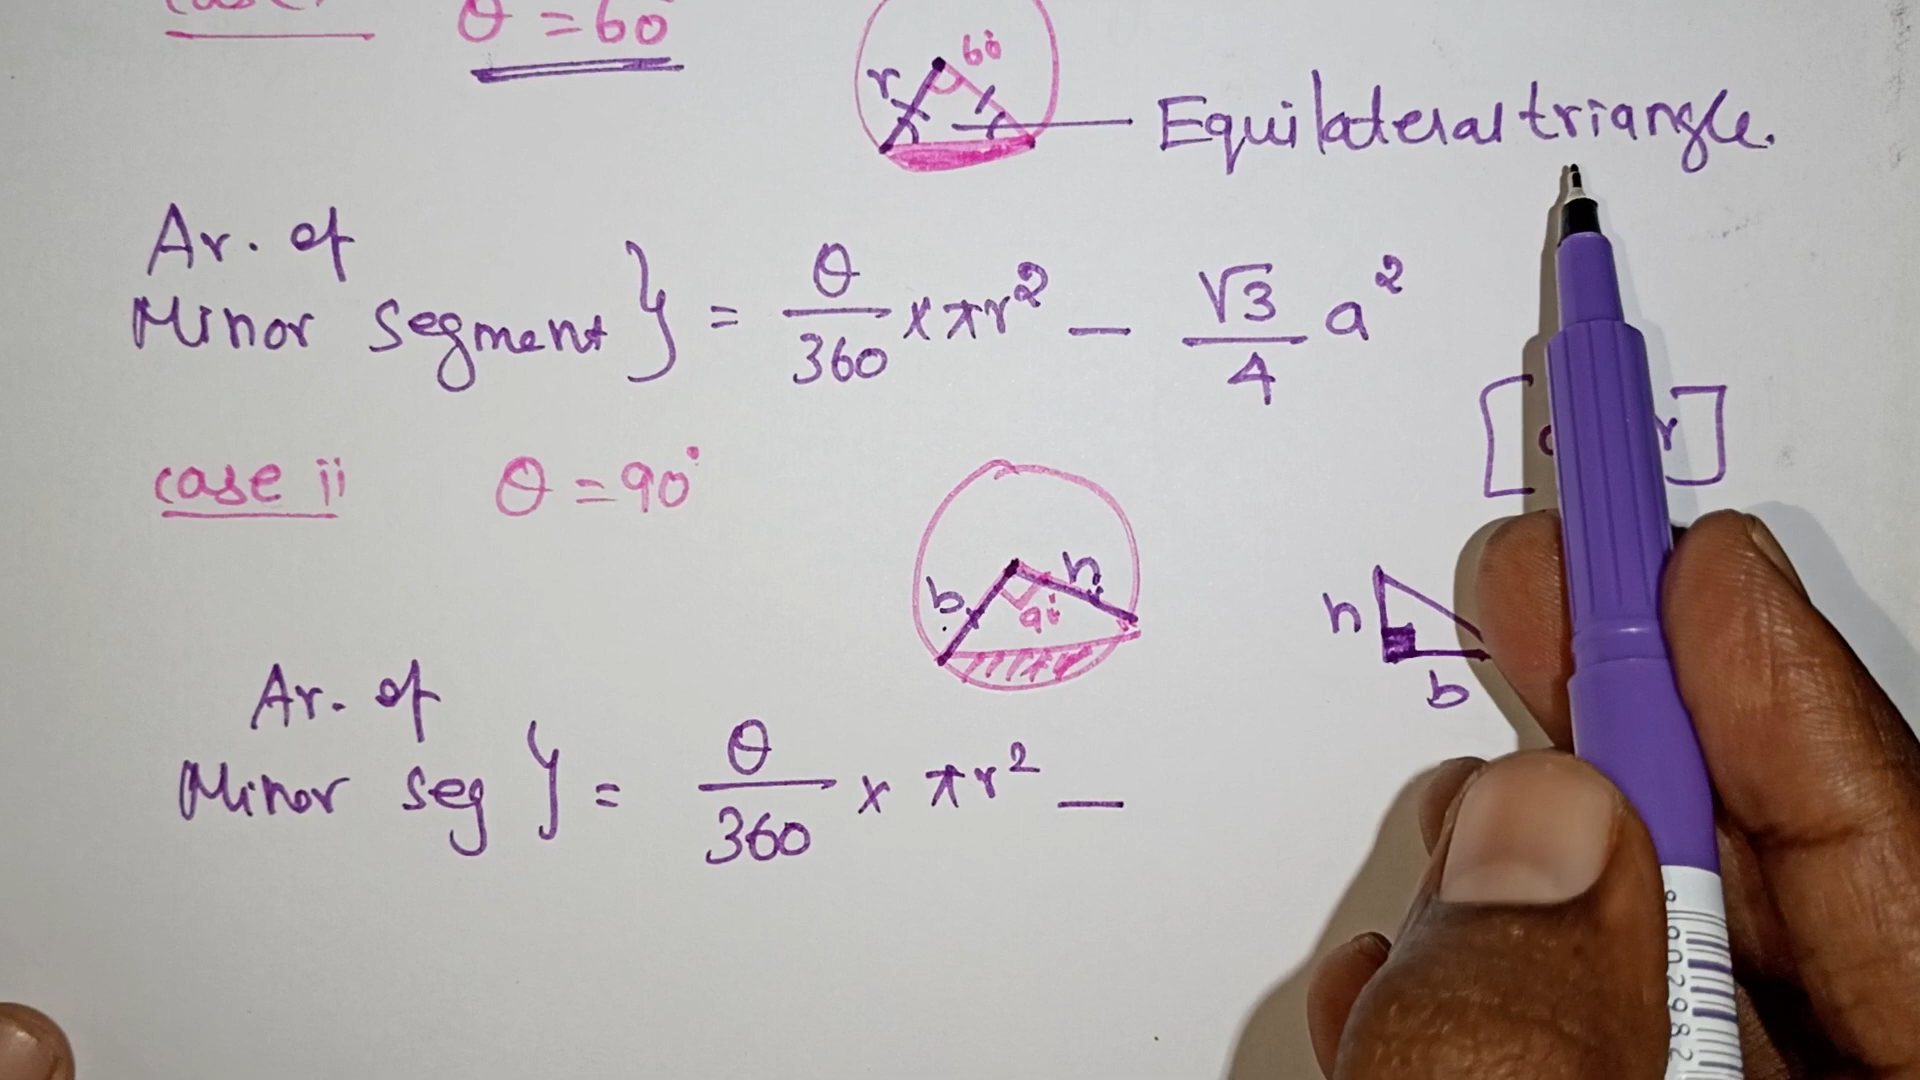 case i θ = 60°
r 60°
Equilateral triangle.
Ar. of
Minor segment } = θ/360 × πr² − √3/4 a²
case ii θ = 90°
b h 90°
h
b
Ar. of
Minor seg } = θ/360 × πr² −